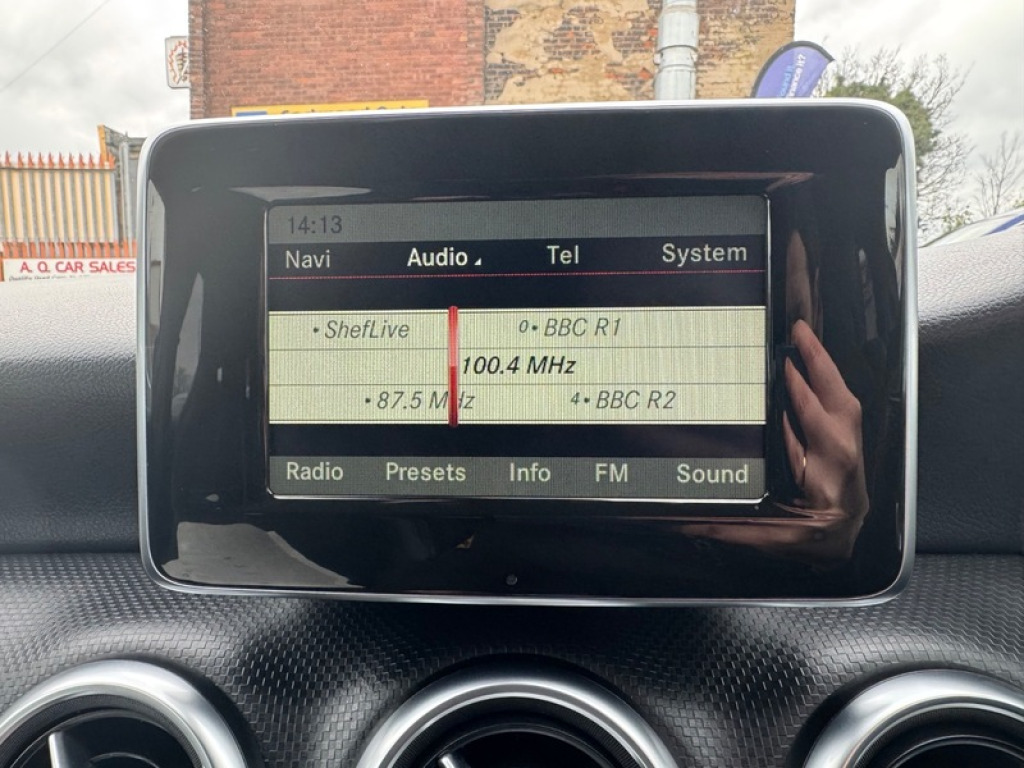 A. Q. CAR SALES
14:13
Navi Audio Tel System
• ShefLive 0• BBC R1
100.4 MHz
• 87.5 MHz 4• BBC R2
Radio Presets Info FM Sound